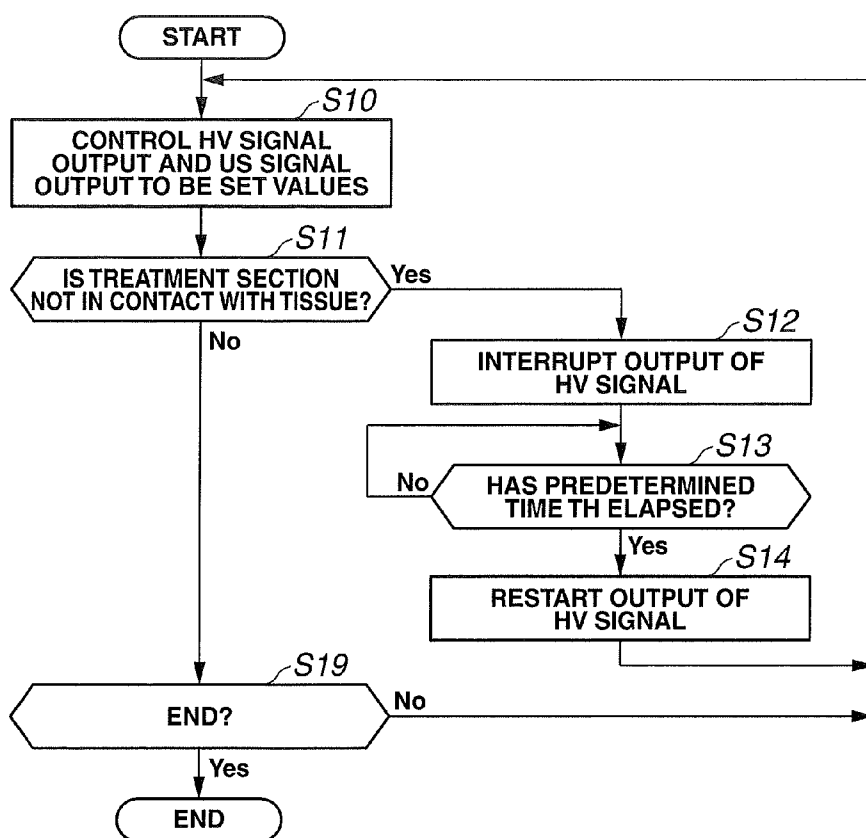 START
S10
CONTROL HV SIGNAL
OUTPUT AND US SIGNAL
OUTPUT TO BE SET VALUES
S11
IS TREATMENT SECTION
NOT IN CONTACT WITH TISSUE?
Yes
No
S12
INTERRUPT OUTPUT OF
HV SIGNAL
S13
HAS PREDETERMINED
TIME TH ELAPSED?
No
Yes
S14
RESTART OUTPUT OF
HV SIGNAL
S19
END?
No
Yes
END